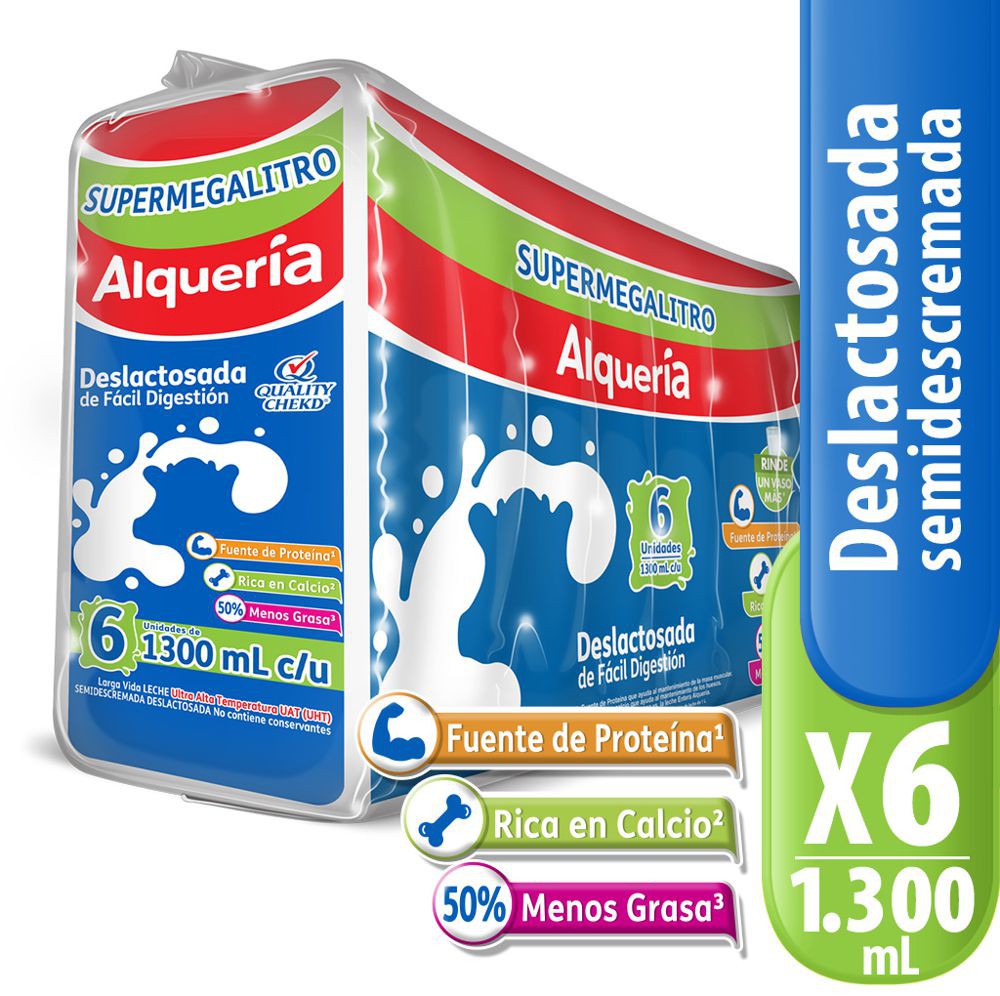 SUPERMEGALITRO
Alquería
Deslactosada
de Fácil Digestión
QUALITY
CHEKD®
Fuente de Proteína¹
Rica en Calcio²
50% Menos Grasa³
6
Unidades de
1300 mL c/u
Larga Vida LECHE Ultra Alta Temperatura UAT (UHT)
SEMIDESCREMADA DESLACTOSADA No contiene conservantes
SUPERMEGALITRO
Alquería
6
Unidades
1300 mL c/u
RINDE
UN VASO
MÁS*
Fuente de Proteína
Deslactosada
de Fácil Digestión
Fuente de Proteína¹
Rica en Calcio²
50% Menos Grasa³
Deslactosada
semidescremada
X6
1.300
mL